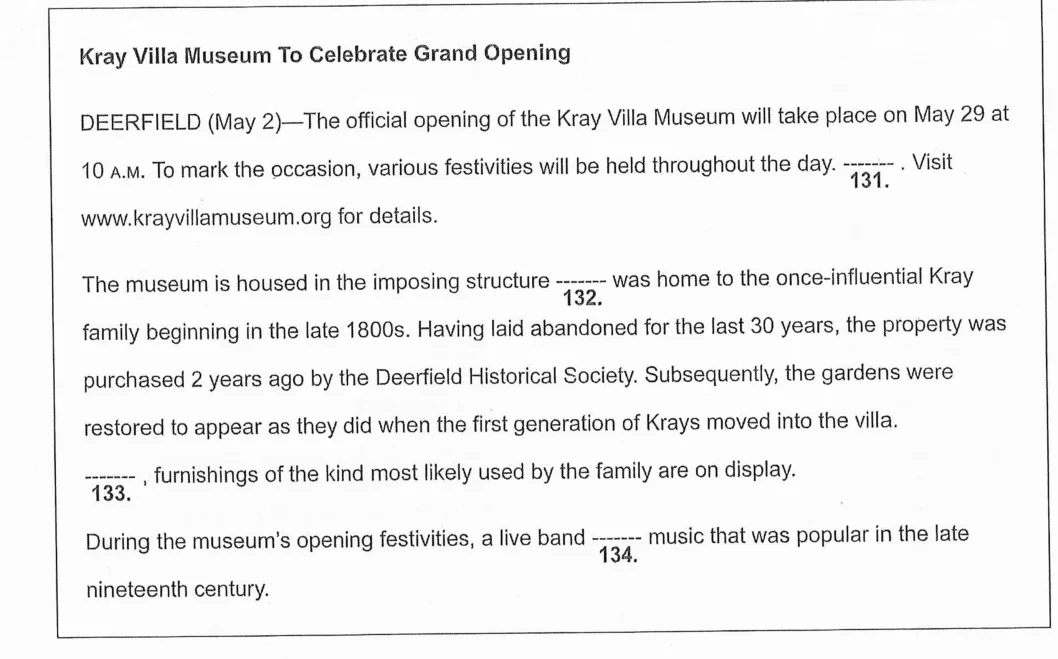 Kray Villa Museum To Celebrate Grand Opening
DEERFIELD (May 2)—The official opening of the Kray Villa Museum will take place on May 29 at
10 A.M. To mark the occasion, various festivities will be held throughout the day. ------- . Visit
131.
www.krayvillamuseum.org for details.
The museum is housed in the imposing structure ------- was home to the once-influential Kray
132.
family beginning in the late 1800s. Having laid abandoned for the last 30 years, the property was
purchased 2 years ago by the Deerfield Historical Society. Subsequently, the gardens were
restored to appear as they did when the first generation of Krays moved into the villa.
------- , furnishings of the kind most likely used by the family are on display.
133.
During the museum's opening festivities, a live band ------- music that was popular in the late
134.
nineteenth century.